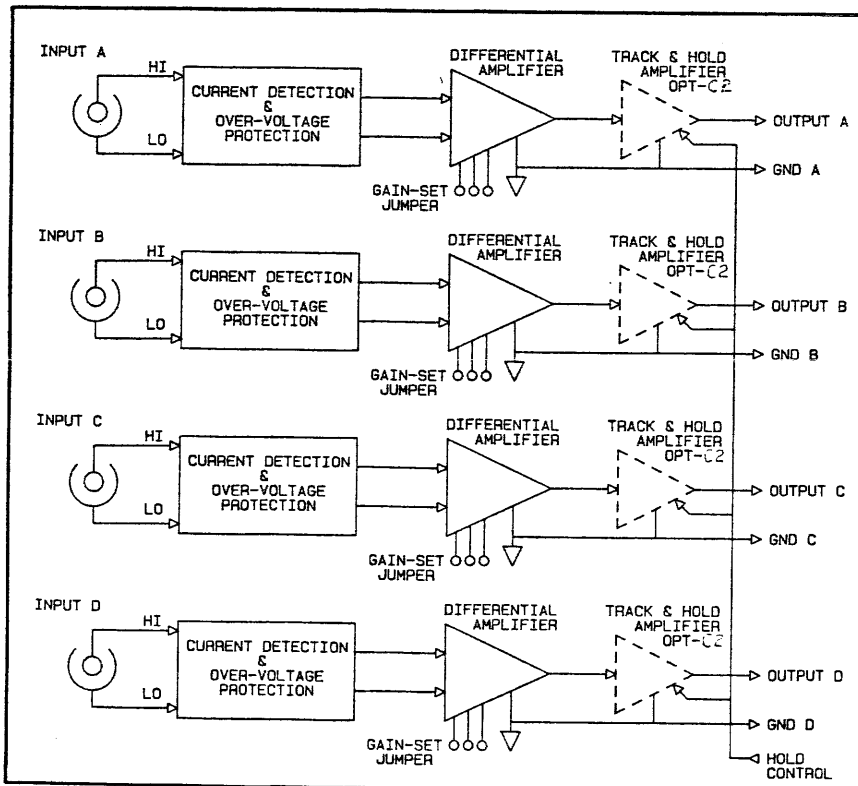 INPUT A
HI
LO
CURRENT DETECTION
&
OVER-VOLTAGE
PROTECTION
DIFFERENTIAL
AMPLIFIER
GAIN-SET
JUMPER
TRACK & HOLD
AMPLIFIER
OPT-C2
OUTPUT A
GND A
INPUT B
HI
LO
CURRENT DETECTION
&
OVER-VOLTAGE
PROTECTION
DIFFERENTIAL
AMPLIFIER
GAIN-SET
JUMPER
TRACK & HOLD
AMPLIFIER
OPT-C2
OUTPUT B
GND B
INPUT C
HI
LO
CURRENT DETECTION
&
OVER-VOLTAGE
PROTECTION
DIFFERENTIAL
AMPLIFIER
GAIN-SET
JUMPER
TRACK & HOLD
AMPLIFIER
OPT-C2
OUTPUT C
GND C
INPUT D
HI
LO
CURRENT DETECTION
&
OVER-VOLTAGE
PROTECTION
DIFFERENTIAL
AMPLIFIER
GAIN-SET
JUMPER
TRACK & HOLD
AMPLIFIER
OPT-C2
OUTPUT D
GND D
HOLD
CONTROL